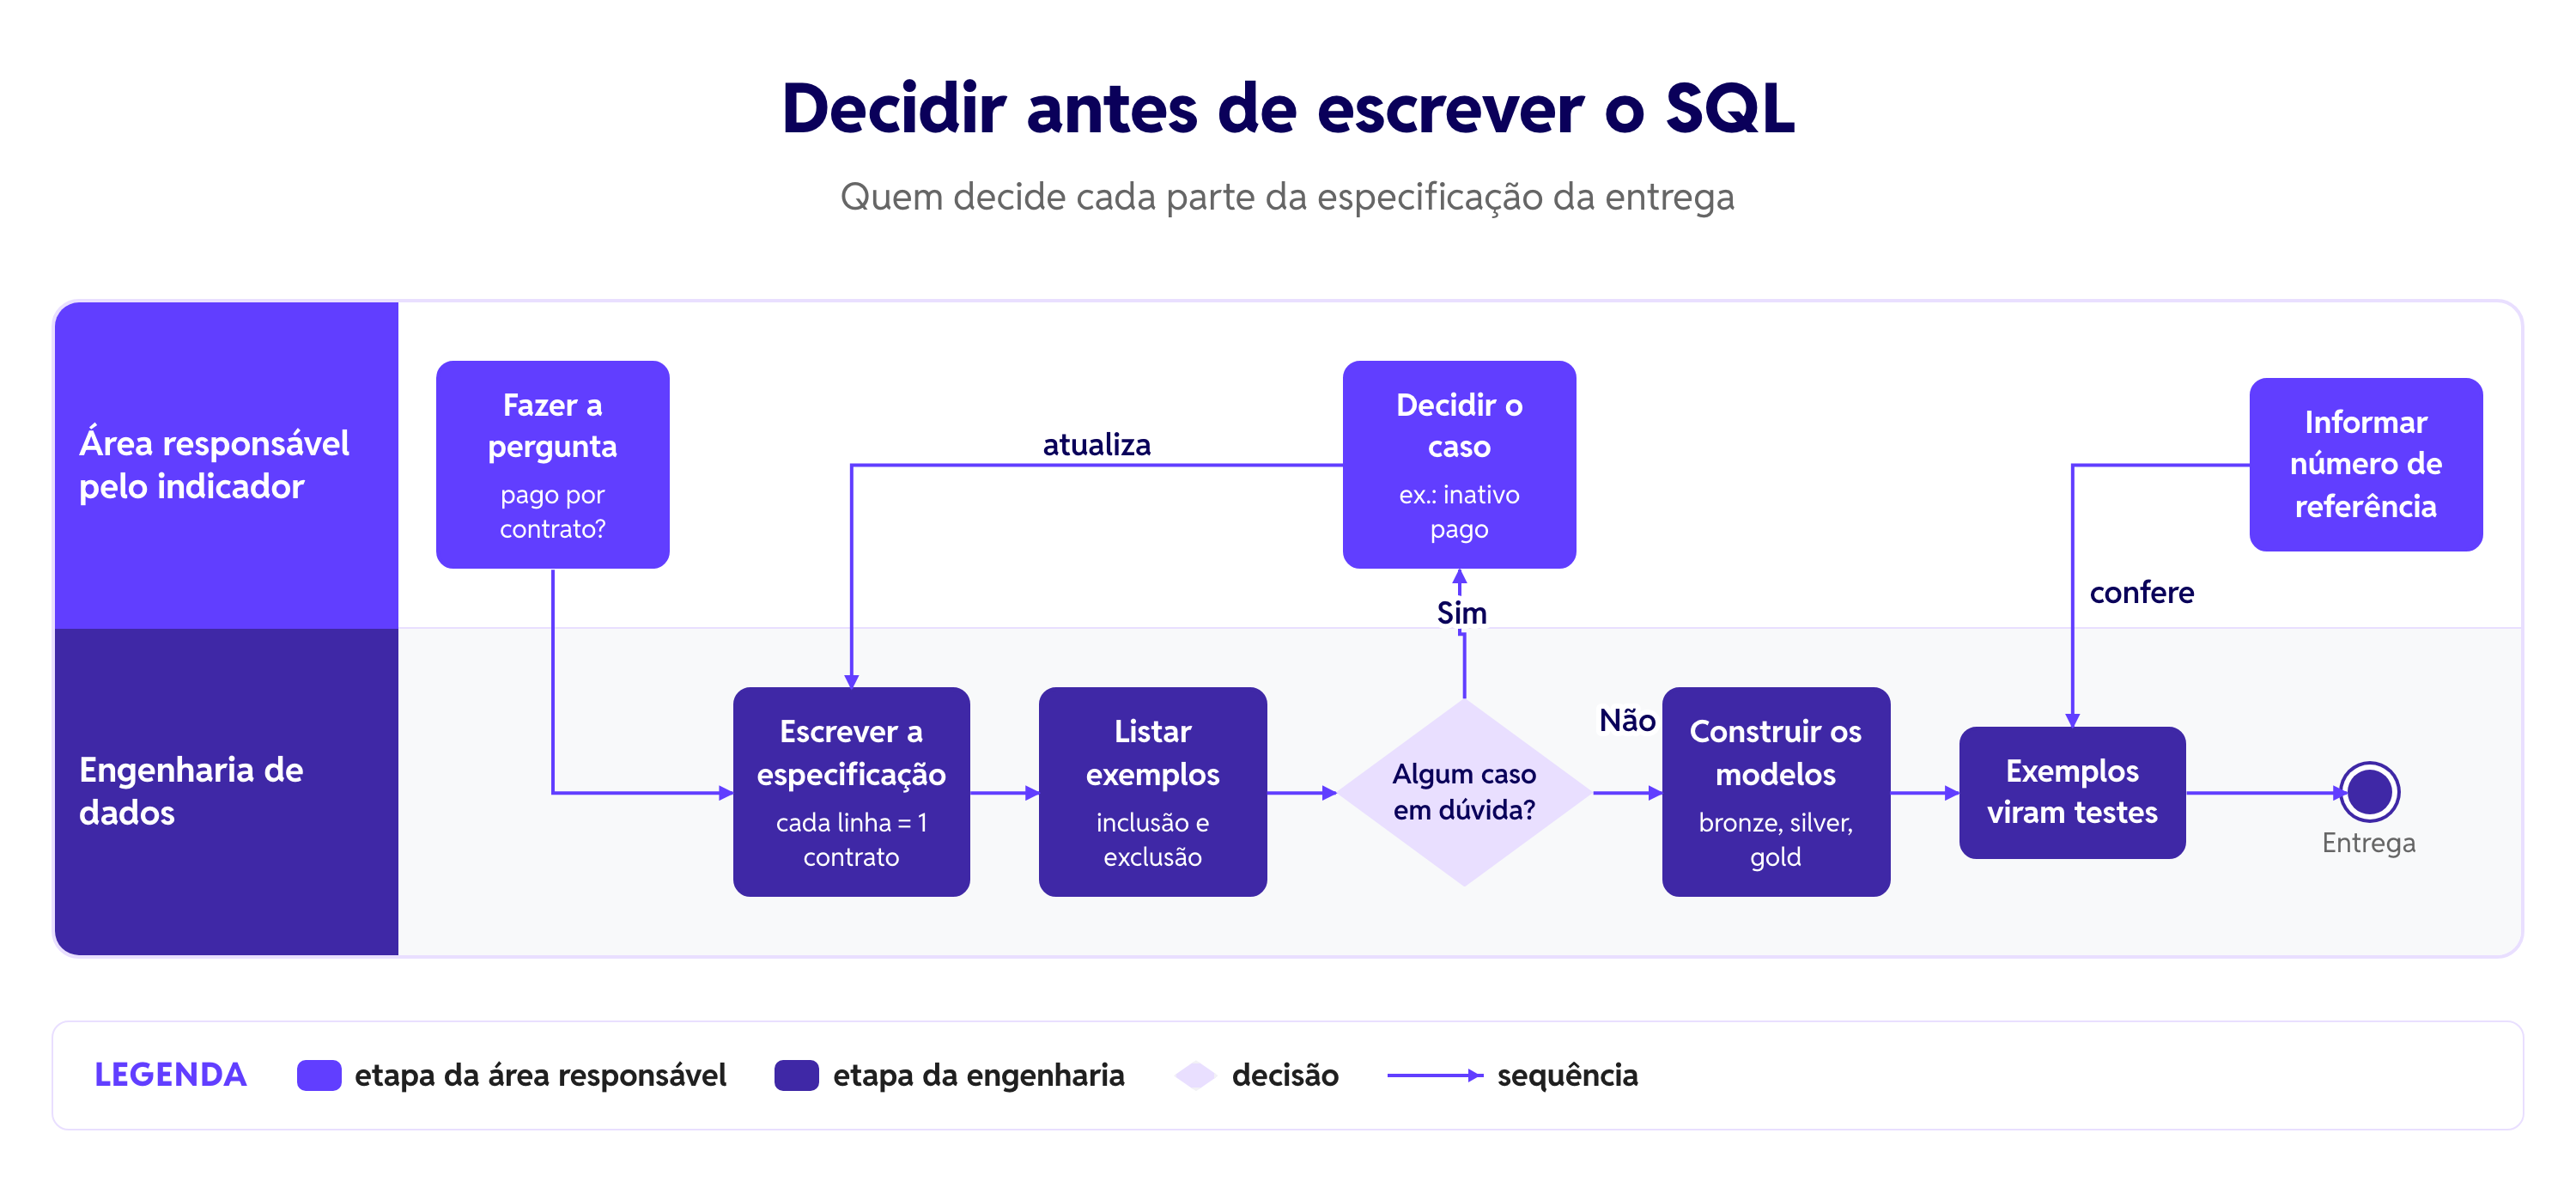 Decidir antes de escrever o SQL
Quem decide cada parte da especificação da entrega
Área responsável
pelo indicador
Fazer a
pergunta
pago por
contrato?
atualiza
Decidir o
caso
ex.: inativo
pago
Informar
número de
referência
confere
Sim
Engenharia de
dados
Escrever a
especificação
cada linha = 1
contrato
Listar
exemplos
inclusão e
exclusão
Algum caso
em dúvida?
Não
Construir os
modelos
bronze, silver,
gold
Exemplos
viram testes
Entrega
LEGENDA
etapa da área responsável
etapa da engenharia
decisão
sequência